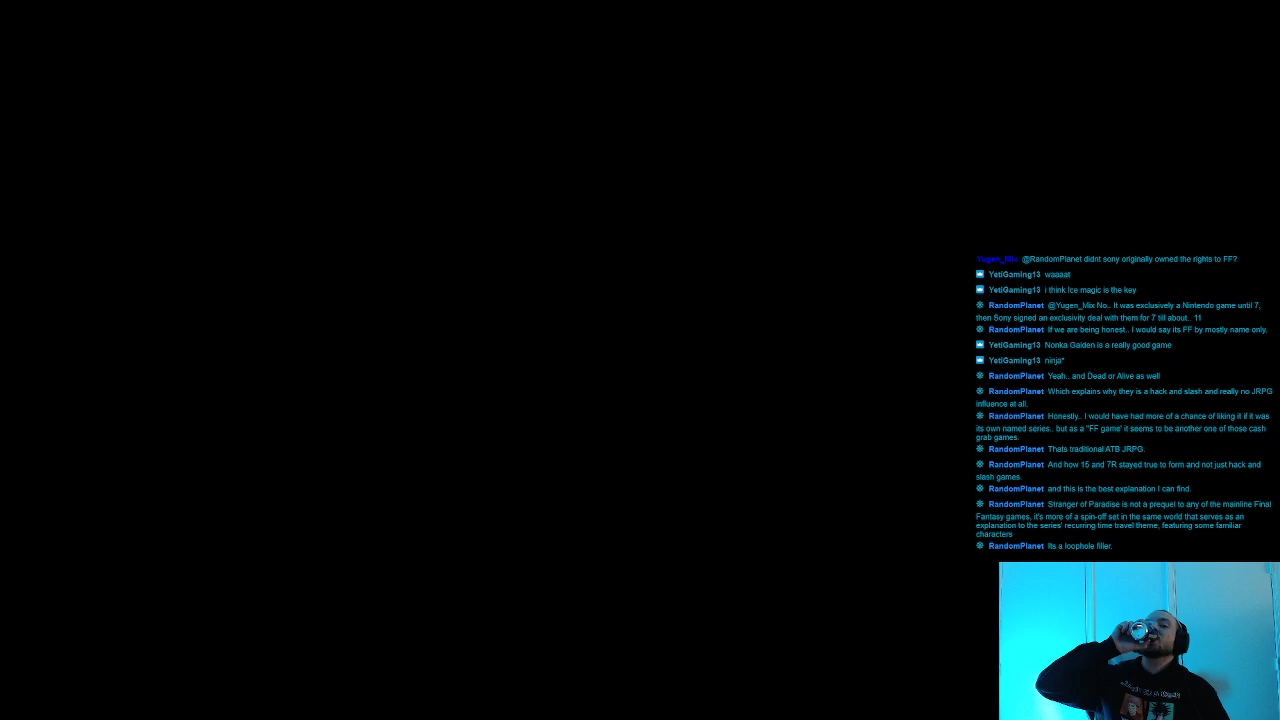 Yugen_Mix @RandomPlanet didnt sony originally owned the rights to FF?
YetiGaming13 waaaat
YetiGaming13 i think Ice magic is the key
RandomPlanet @Yugen_Mix No.. It was exclusively a Nintendo game until 7,
then Sony signed an exclusivity deal with them for 7 till about.. 11
RandomPlanet If we are being honest.. I would say its FF by mostly name only.
YetiGaming13 Nonka Gaiden is a really good game
YetiGaming13 ninja*
RandomPlanet Yeah.. and Dead or Alive as well
RandomPlanet Which explains why they is a hack and slash and really no JRPG
influence at all.
RandomPlanet Honestly.. I would have had more of a chance of liking it if it was
its own named series.. but as a "FF game' it seems to be another one of those cash
grab games.
RandomPlanet Thats traditional ATB JRPG.
RandomPlanet And how 15 and 7R stayed true to form and not just hack and
slash games.
RandomPlanet and this is the best explanation I can find.
RandomPlanet Stranger of Paradise is not a prequel to any of the mainline Final
Fantasy games, it's more of a spin-off set in the same world that serves as an
explanation to the series' recurring time travel theme, featuring some familiar
characters
RandomPlanet Its a loophole filler.